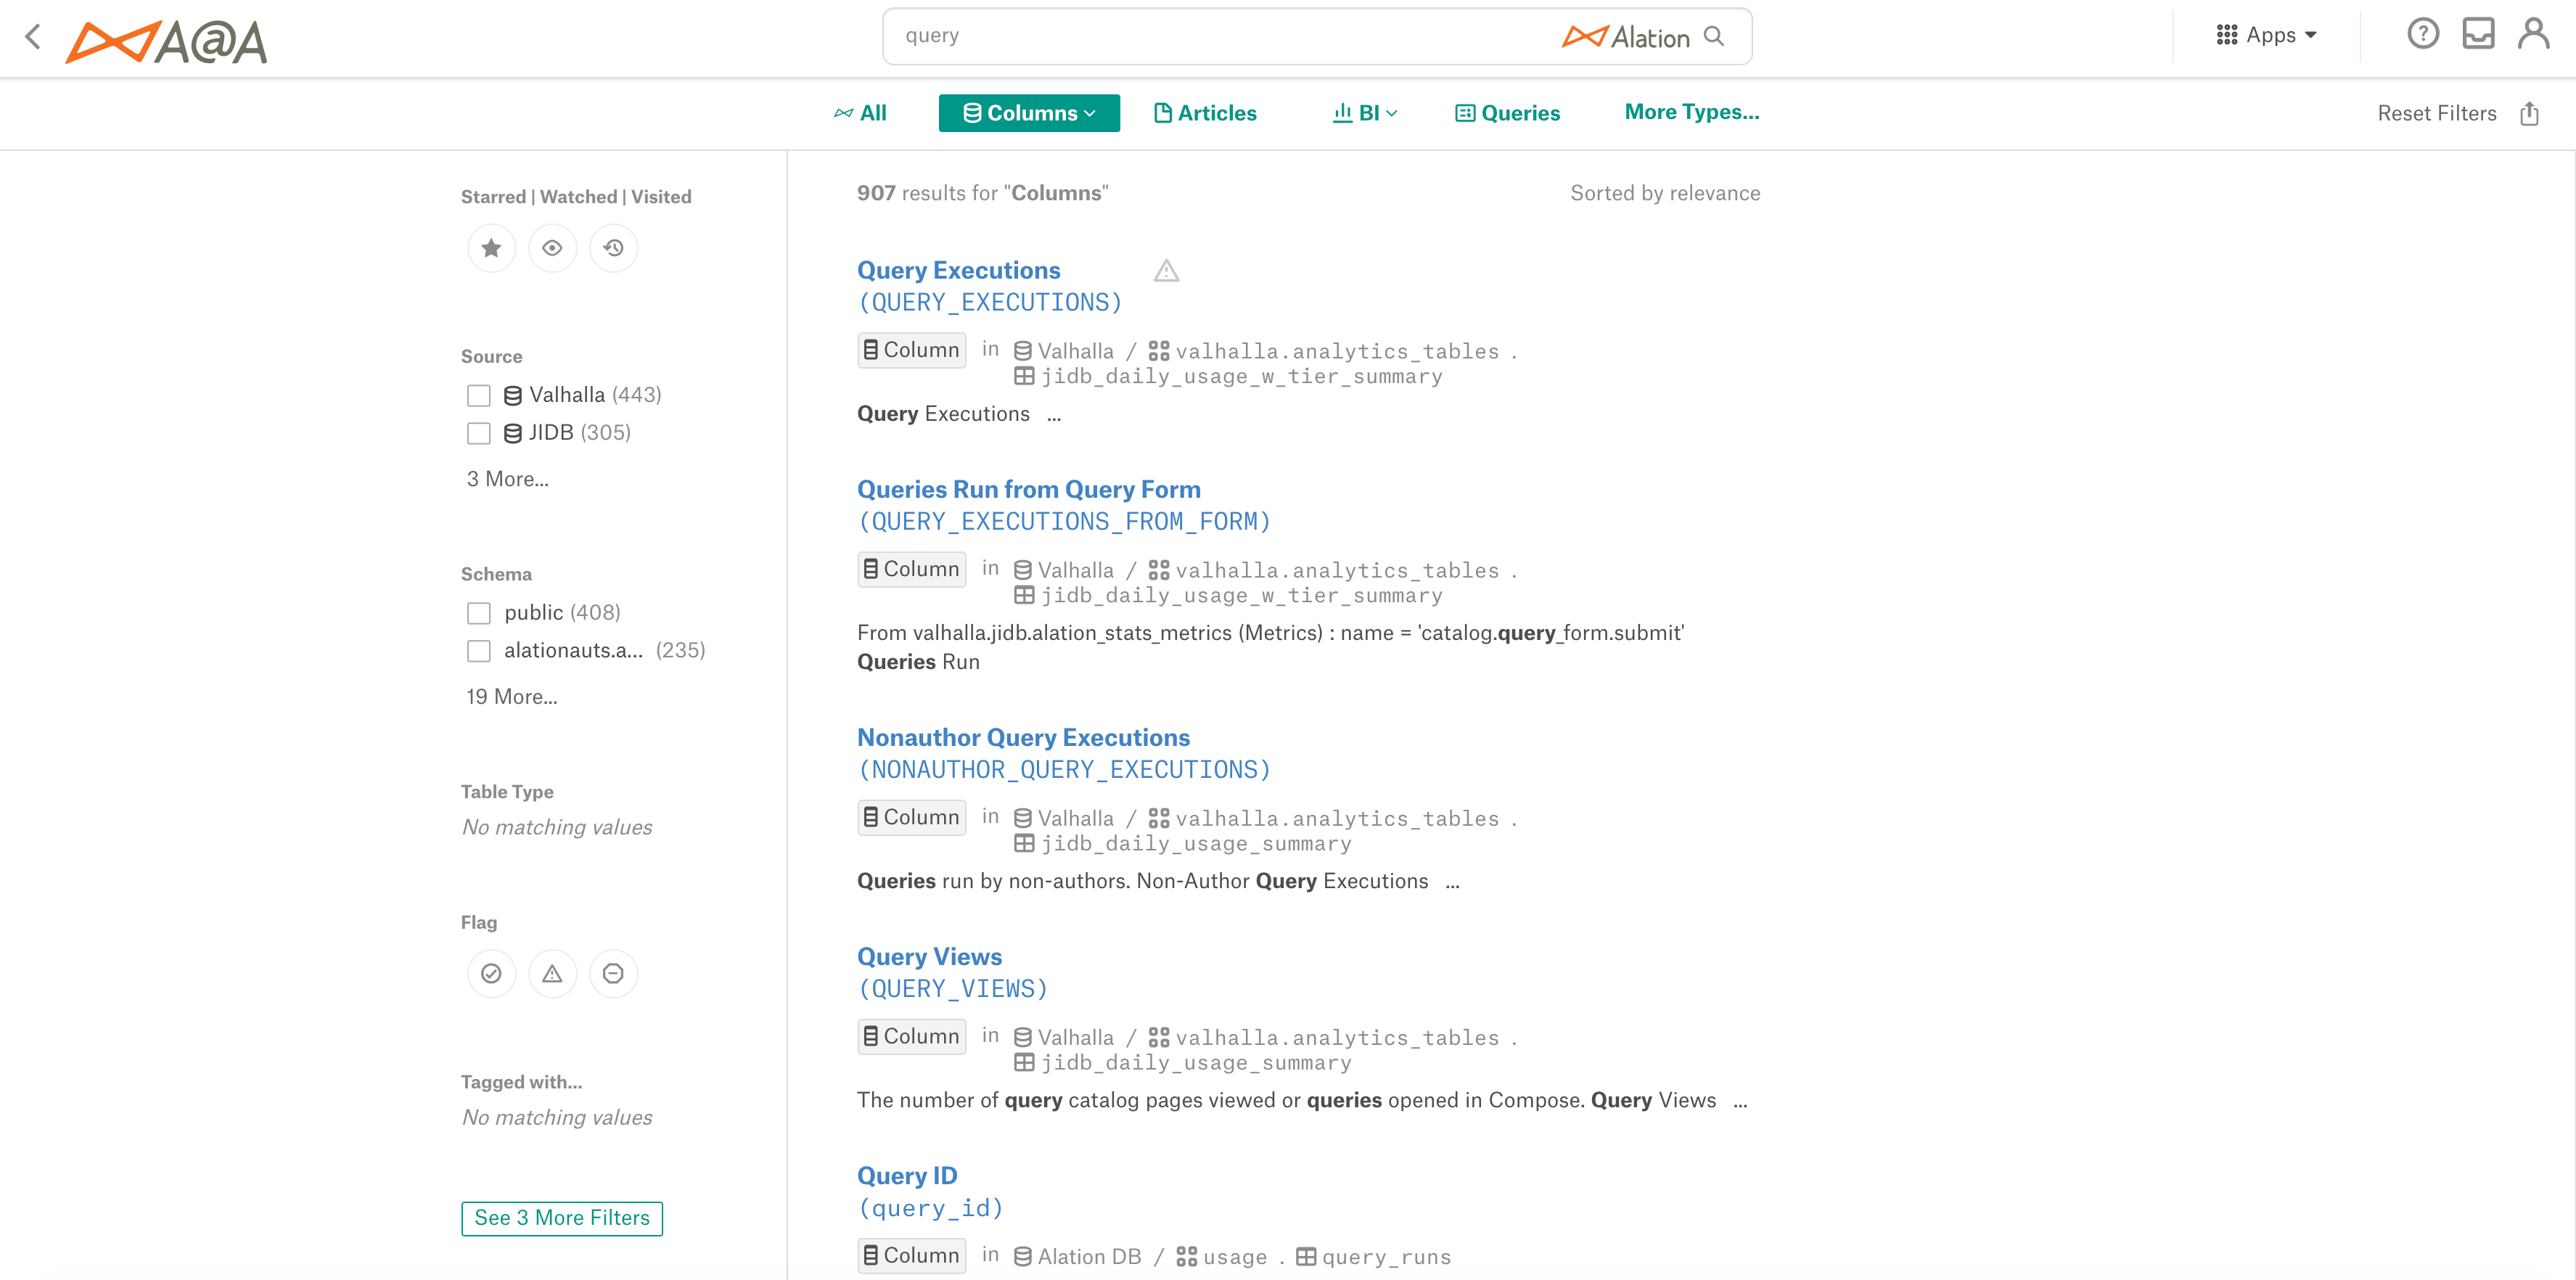 A@A
query
Alation
Apps
All
Columns
Articles
BI
Queries
More Types...
Reset Filters
Starred | Watched | Visited
Source
Valhalla (443)
JIDB (305)
3 More...
Schema
public (408)
alationauts.a... (235)
19 More...
Table Type
No matching values
Flag
Tagged with...
No matching values
See 3 More Filters
907 results for "Columns"
Sorted by relevance
Query Executions
(QUERY_EXECUTIONS)
Column in Valhalla / valhalla.analytics_tables .
jidb_daily_usage_w_tier_summary
Query Executions ...
Queries Run from Query Form
(QUERY_EXECUTIONS_FROM_FORM)
Column in Valhalla / valhalla.analytics_tables .
jidb_daily_usage_w_tier_summary
From valhalla.jidb.alation_stats_metrics (Metrics) : name = 'catalog.query_form.submit'
Queries Run
Nonauthor Query Executions
(NONAUTHOR_QUERY_EXECUTIONS)
Column in Valhalla / valhalla.analytics_tables .
jidb_daily_usage_summary
Queries run by non-authors. Non-Author Query Executions ...
Query Views
(QUERY_VIEWS)
Column in Valhalla / valhalla.analytics_tables .
jidb_daily_usage_summary
The number of query catalog pages viewed or queries opened in Compose. Query Views ...
Query ID
(query_id)
Column in Alation DB / usage . query_runs